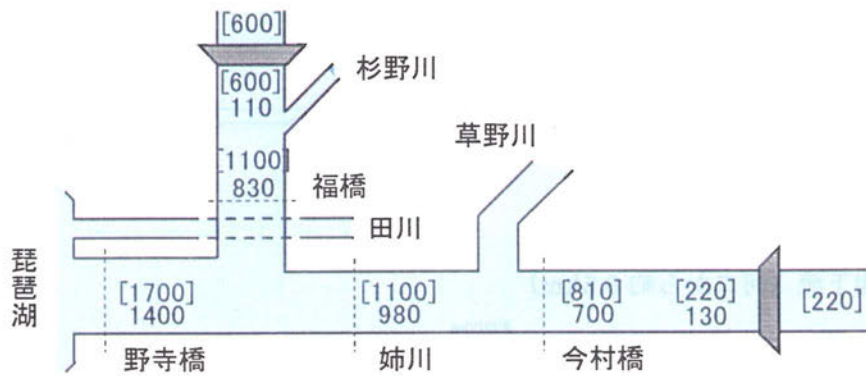 [600]
[600]
110
杉野川
[1100]
830
福橋
草野川
田川
琵琶湖
[1700]
1400
[1100]
980
[810]
700
[220]
130
[220]
野寺橋
姉川
今村橋